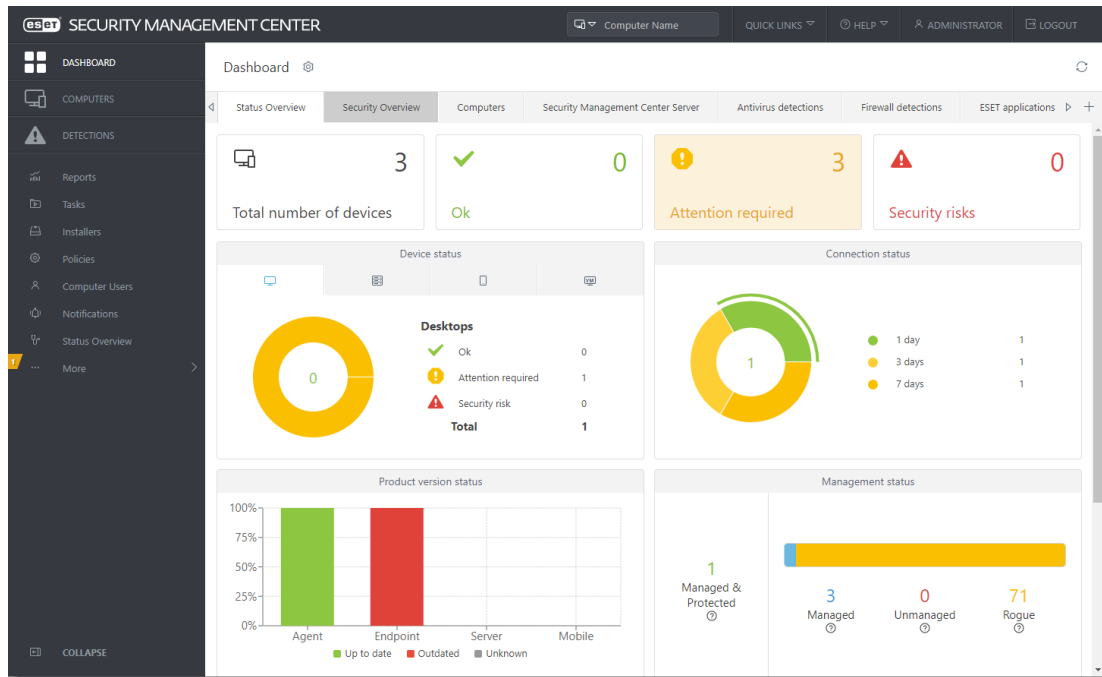 eset SECURITY MANAGEMENT CENTER
Computer Name
QUICK LINKS
HELP
ADMINISTRATOR
LOGOUT
DASHBOARD
COMPUTERS
DETECTIONS
Reports
Tasks
Installers
Policies
Computer Users
Notifications
Status Overview
1
More
COLLAPSE
Dashboard
Status Overview
Security Overview
Computers
Security Management Center Server
Antivirus detections
Firewall detections
ESET applications
3
Total number of devices
0
Ok
3
Attention required
0
Security risks
Device status
VM
0
Desktops
Ok 0
Attention required 1
Security risk 0
Total 1
Connection status
1
1 day 1
3 days 1
7 days 1
Product version status
100%
75%
50%
25%
0%
Agent Endpoint Server Mobile
Up to date Outdated Unknown
Management status
1
Managed &
Protected
3
Managed
0
Unmanaged
71
Rogue